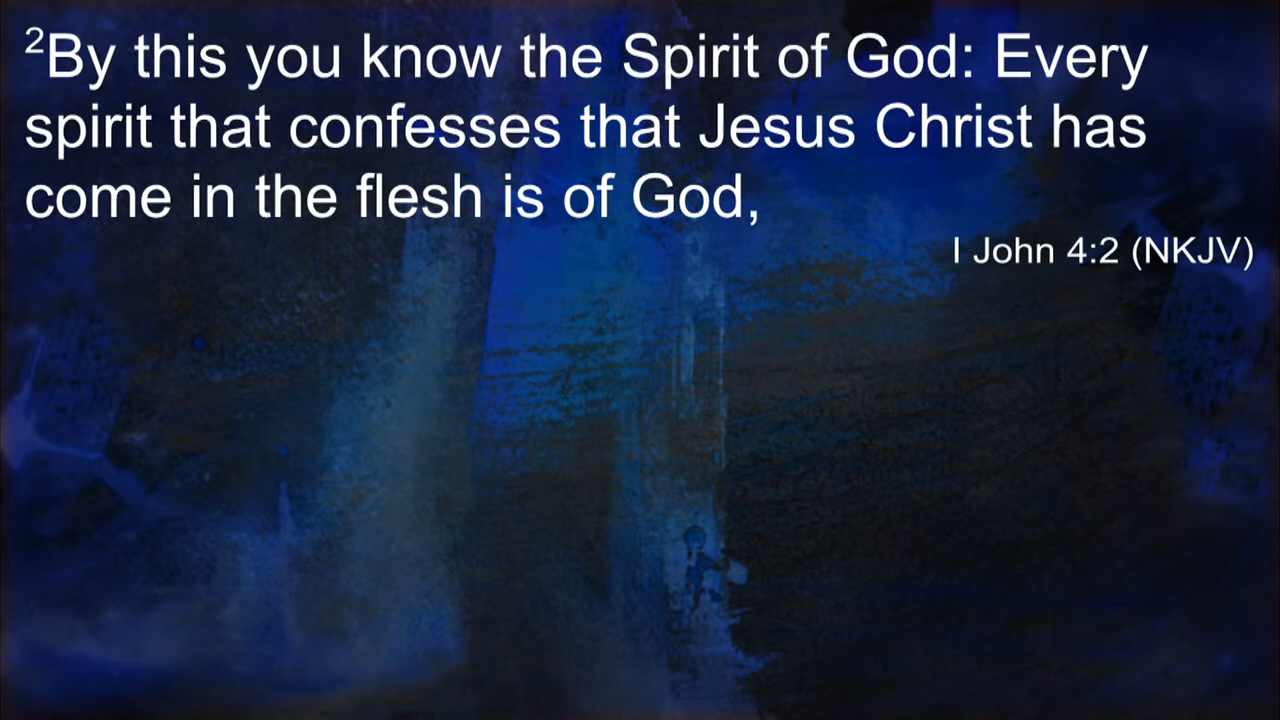 ²By this you know the Spirit of God: Every
spirit that confesses that Jesus Christ has
come in the flesh is of God,
I John 4:2 (NKJV)